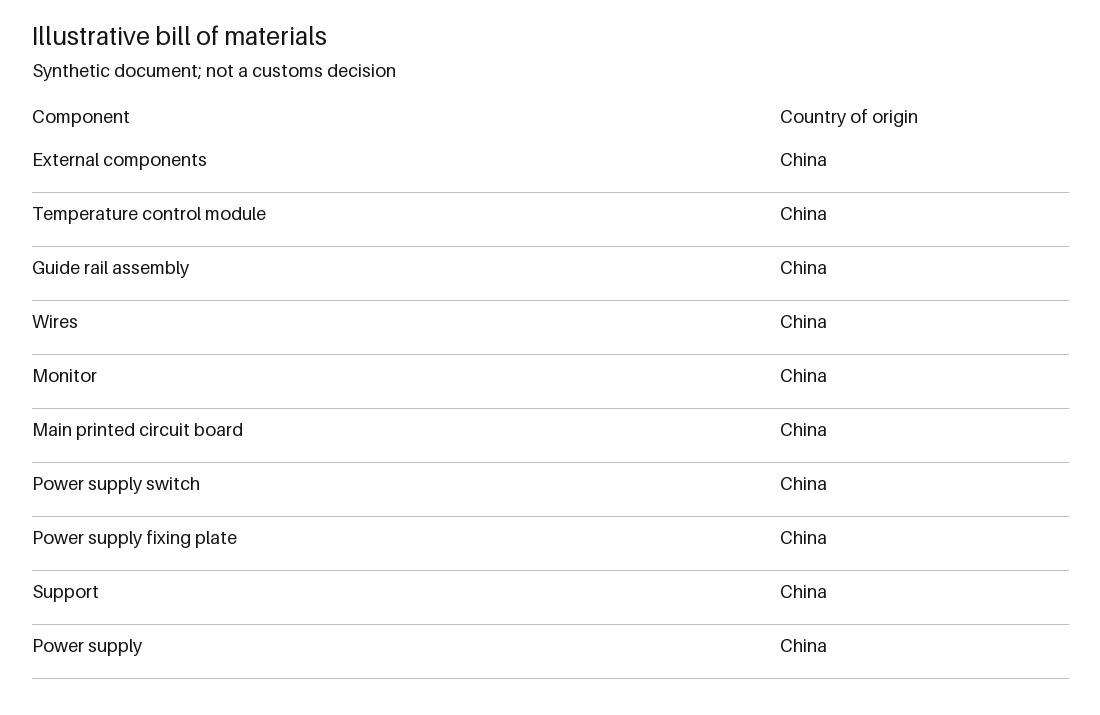 Illustrative bill of materials
Synthetic document; not a customs decision
Component Country of origin
External components China
Temperature control module China
Guide rail assembly China
Wires China
Monitor China
Main printed circuit board China
Power supply switch China
Power supply fixing plate China
Support China
Power supply China